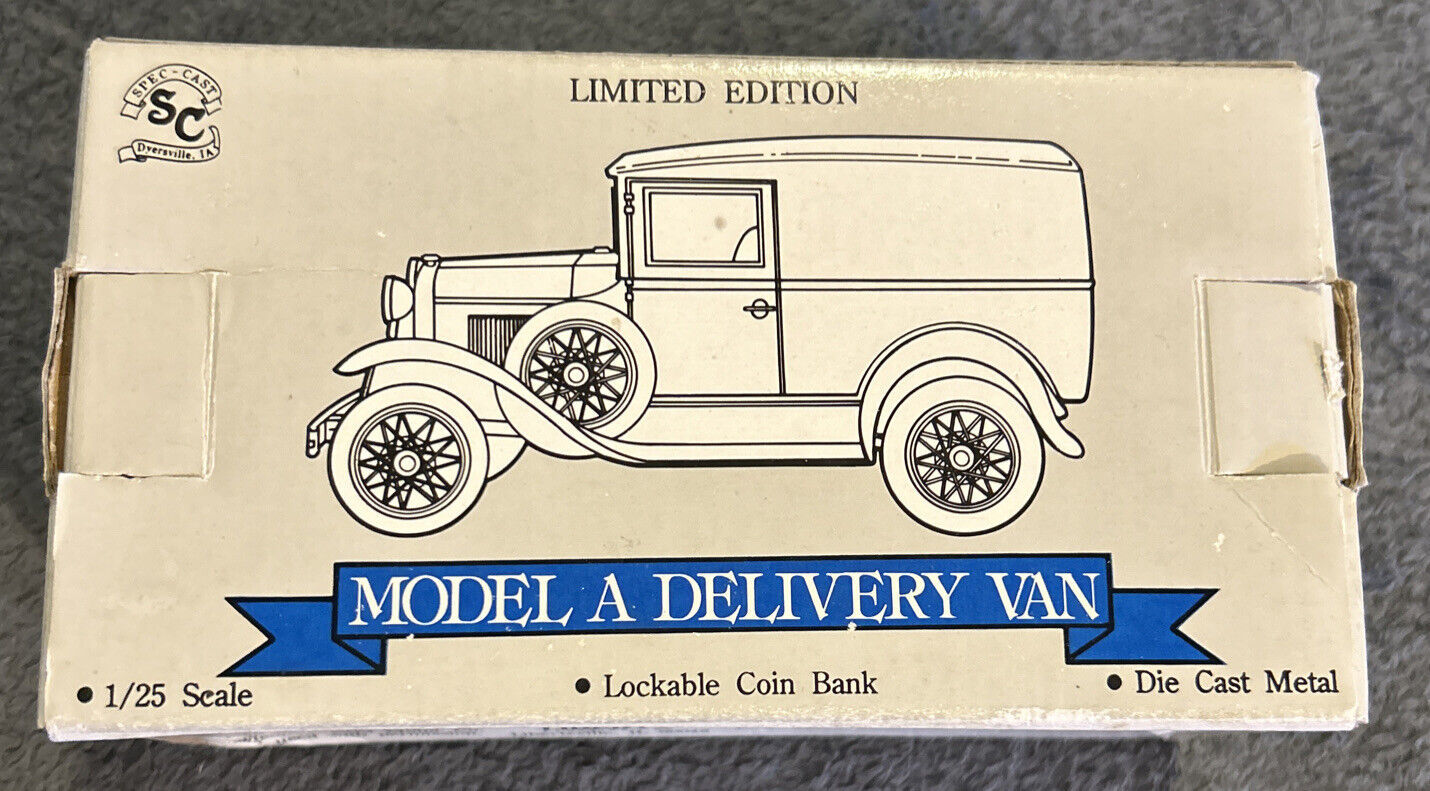 SPEC-CAST
SC
Dyersville, IA
LIMITED EDITION
MODEL A DELIVERY VAN
• 1/25 Scale
• Lockable Coin Bank
• Die Cast Metal